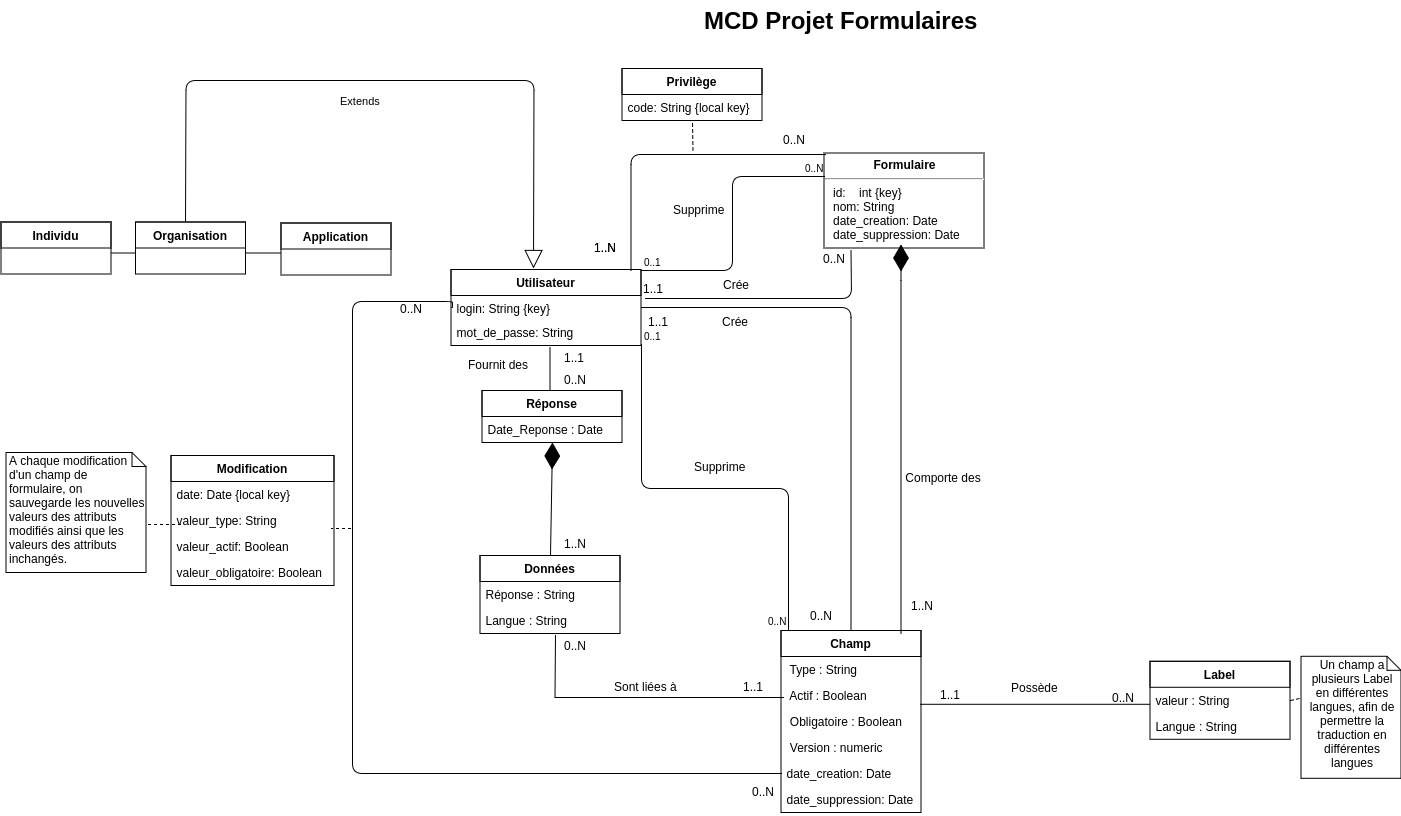 MCD Projet Formulaires
Privilège
code: String {local key}
Extends
0..N
Formulaire
id: int {key}
nom: String
date_creation: Date
date_suppression: Date
0..N
Supprime
1..N
0..1
0..N
Individu
Organisation
Application
Utilisateur
login: String {key}
mot_de_passe: String
1..1
Crée
0..N
1..1
Crée
0..1
Fournit des
1..1
0..N
Réponse
Date_Reponse : Date
A chaque modification
d'un champ de
formulaire, on
sauvegarde les nouvelles
valeurs des attributs
modifiés ainsi que les
valeurs des attributs
inchangés.
Modification
date: Date {local key}
valeur_type: String
valeur_actif: Boolean
valeur_obligatoire: Boolean
Supprime
Comporte des
1..N
Données
Réponse : String
Langue : String
0..N
0..N
0..N
1..N
Champ
Type : String
Actif : Boolean
Obligatoire : Boolean
Version : numeric
date_creation: Date
date_suppression: Date
Sont liées à
1..1
0..N
1..1
Possède
0..N
Label
valeur : String
Langue : String
Un champ a
plusieurs Label
en différentes
langues, afin de
permettre la
traduction en
différentes
langues